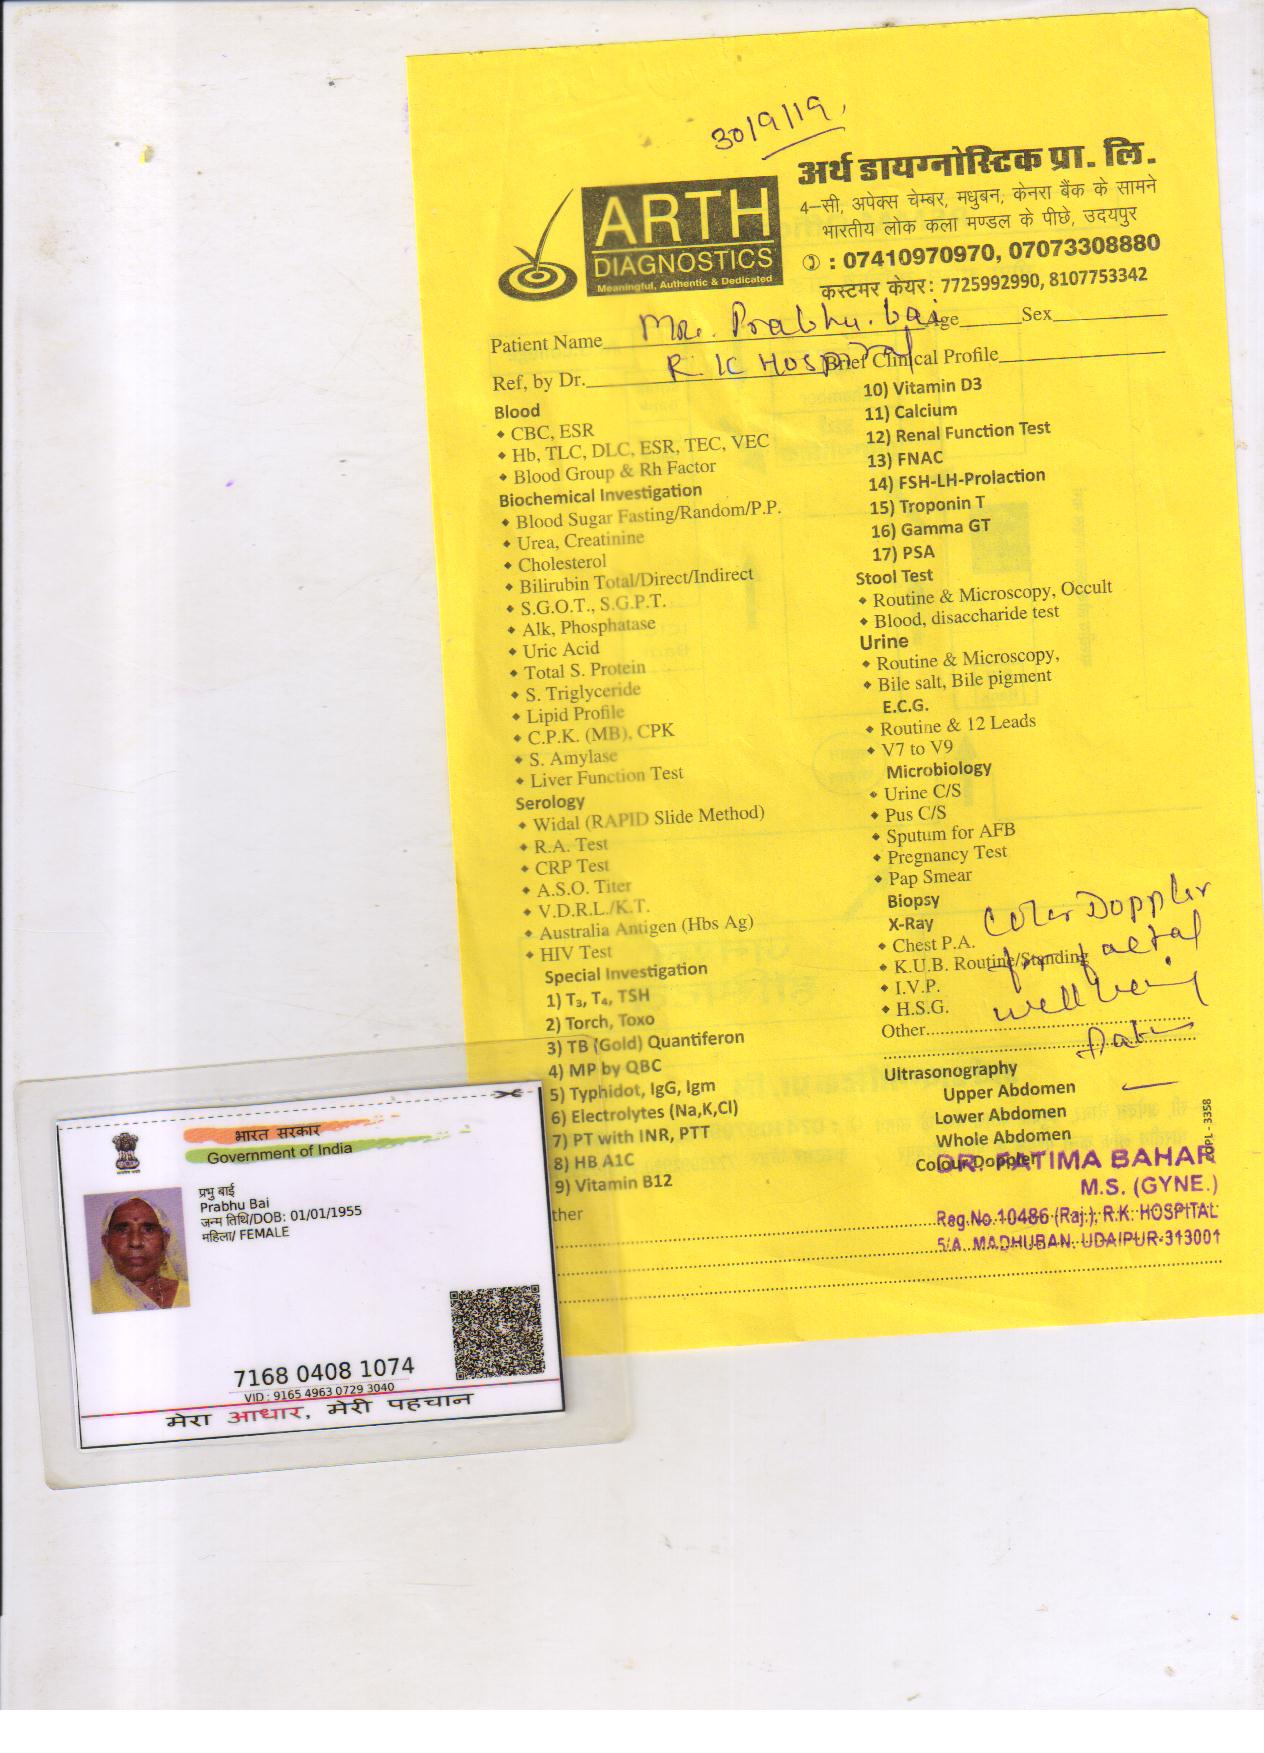 30/9/19,
अर्थ डायग्नोस्टिक प्रा. लि.
4–सी, अपेक्स चेम्बर, मधुबन, केनरा बैंक के सामने
भारतीय लोक कला मण्डल के पीछे, उदयपुर
: 07410970970, 07073308880
कस्टमर केयर: 7725992990, 8107753342
ARTH
DIAGNOSTICS
Meaningful, Authentic & Dedicated
Patient Name Prabhu. bai Age Sex
Ref, by Dr. R. K Hospital Brief Clinical Profile
Blood
CBC, ESR
Hb, TLC, DLC, ESR, TEC, VEC
Blood Group & Rh Factor
Biochemical Investigation
Blood Sugar Fasting/Random/P.P.
Urea, Creatinine
Cholesterol
Bilirubin Total/Direct/Indirect
S.G.O.T., S.G.P.T.
Alk, Phosphatase
Uric Acid
Total S. Protein
S. Triglyceride
Lipid Profile
C.P.K. (MB), CPK
S. Amylase
Liver Function Test
Serology
Widal (RAPID Slide Method)
R.A. Test
CRP Test
A.S.O. Titer
V.D.R.L./K.T.
Australia Antigen (Hbs Ag)
HIV Test
Special Investigation
1) T₃, T₄, TSH
2) Torch, Toxo
3) TB (Gold) Quantiferon
4) MP by QBC
5) Typhidot, IgG, Igm
6) Electrolytes (Na,K,Cl)
7) PT with INR, PTT
8) HB A1C
9) Vitamin B12
ther
10) Vitamin D3
11) Calcium
12) Renal Function Test
13) FNAC
14) FSH-LH-Prolaction
15) Troponin T
16) Gamma GT
17) PSA
Stool Test
Routine & Microscopy, Occult
Blood, disaccharide test
Urine
Routine & Microscopy,
Bile salt, Bile pigment
E.C.G.
Routine & 12 Leads
V7 to V9
Microbiology
Urine C/S
Pus C/S
Sputum for AFB
Pregnancy Test
Pap Smear
Biopsy
X-Ray
Chest P.A.
K.U.B. Routine/Standing
I.V.P.
H.S.G.
Other
Color Doppler
for faetal
well being
Ultrasonography
Upper Abdomen
Lower Abdomen
Whole Abdomen
Colour Doppler
DR. FATIMA BAHAR
M.S. (GYNE.)
Reg.No.10486 (Raj.), R.K. HOSPITAL
5/A, MADHUBAN, UDAIPUR-313001
भारत सरकार
Government of India
प्रभु बाई
Prabhu Bai
जन्म तिथि/DOB: 01/01/1955
महिला/ FEMALE
7168 0408 1074
VID : 9165 4963 0729 3040
मेरा आधार, मेरी पहचान